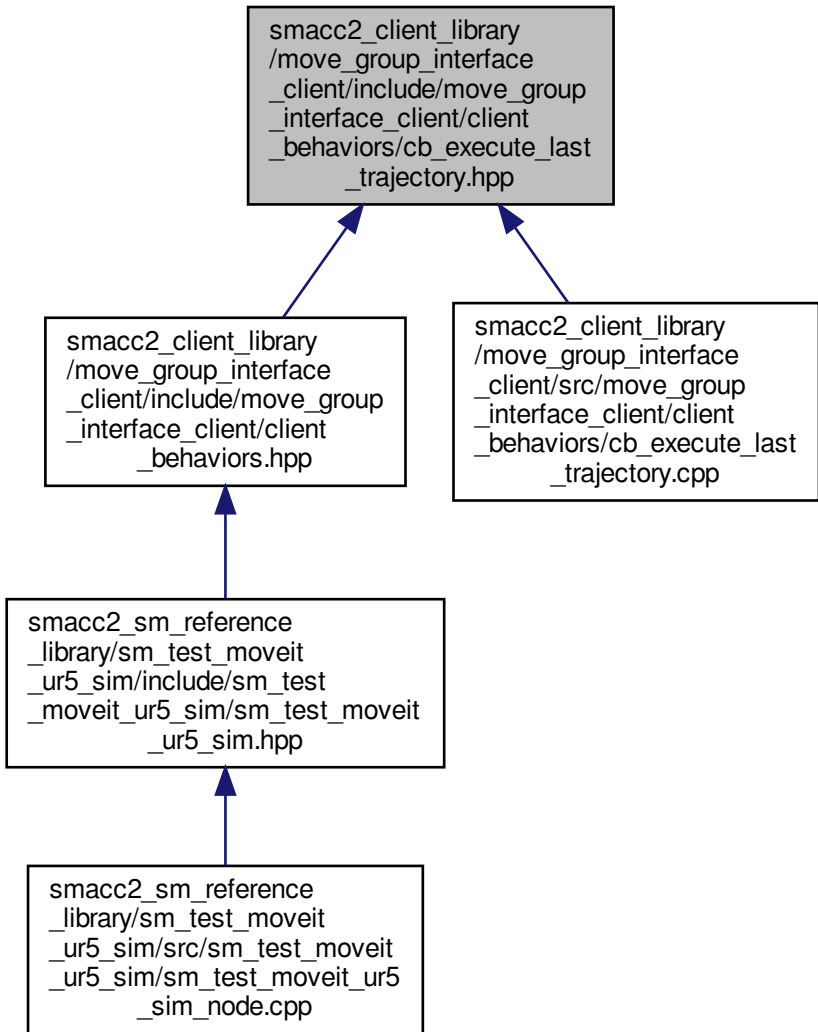 smacc2_client_library
/move_group_interface
_client/include/move_group
_interface_client/client
_behaviors/cb_execute_last
_trajectory.hpp
smacc2_client_library
/move_group_interface
_client/include/move_group
_interface_client/client
_behaviors.hpp
smacc2_client_library
/move_group_interface
_client/src/move_group
_interface_client/client
_behaviors/cb_execute_last
_trajectory.cpp
smacc2_sm_reference
_library/sm_test_moveit
_ur5_sim/include/sm_test
_moveit_ur5_sim/sm_test_moveit
_ur5_sim.hpp
smacc2_sm_reference
_library/sm_test_moveit
_ur5_sim/src/sm_test_moveit
_ur5_sim/sm_test_moveit_ur5
_sim_node.cpp